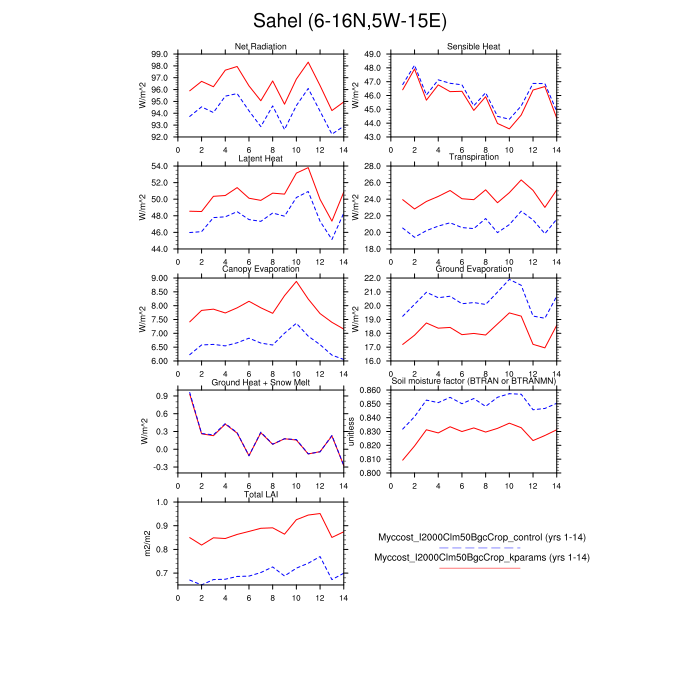 Sahel (6-16N,5W-15E)
Net Radiation
W/m^2
99.0
98.0
97.0
96.0
95.0
94.0
93.0
92.0
0 2 4 6 8 10 12 14
Sensible Heat
W/m^2
49.0
48.0
47.0
46.0
45.0
44.0
43.0
0 2 4 6 8 10 12 14
Latent Heat
W/m^2
54.0
52.0
50.0
48.0
46.0
44.0
0 2 4 6 8 10 12 14
Transpiration
W/m^2
28.0
26.0
24.0
22.0
20.0
18.0
0 2 4 6 8 10 12 14
Canopy Evaporation
W/m^2
9.00
8.50
8.00
7.50
7.00
6.50
6.00
0 2 4 6 8 10 12 14
Ground Evaporation
W/m^2
22.0
21.0
20.0
19.0
18.0
17.0
16.0
0 2 4 6 8 10 12 14
Ground Heat + Snow Melt
W/m^2
0.9
0.6
0.3
0.0
-0.3
0 2 4 6 8 10 12 14
Soil moisture factor (BTRAN or BTRANMN)
unitless
0.860
0.850
0.840
0.830
0.820
0.810
0.800
0 2 4 6 8 10 12 14
Total LAI
m2/m2
1.0
0.9
0.8
0.7
0 2 4 6 8 10 12 14
Myccost_I2000Clm50BgcCrop_control (yrs 1-14)
Myccost_I2000Clm50BgcCrop_kparams (yrs 1-14)